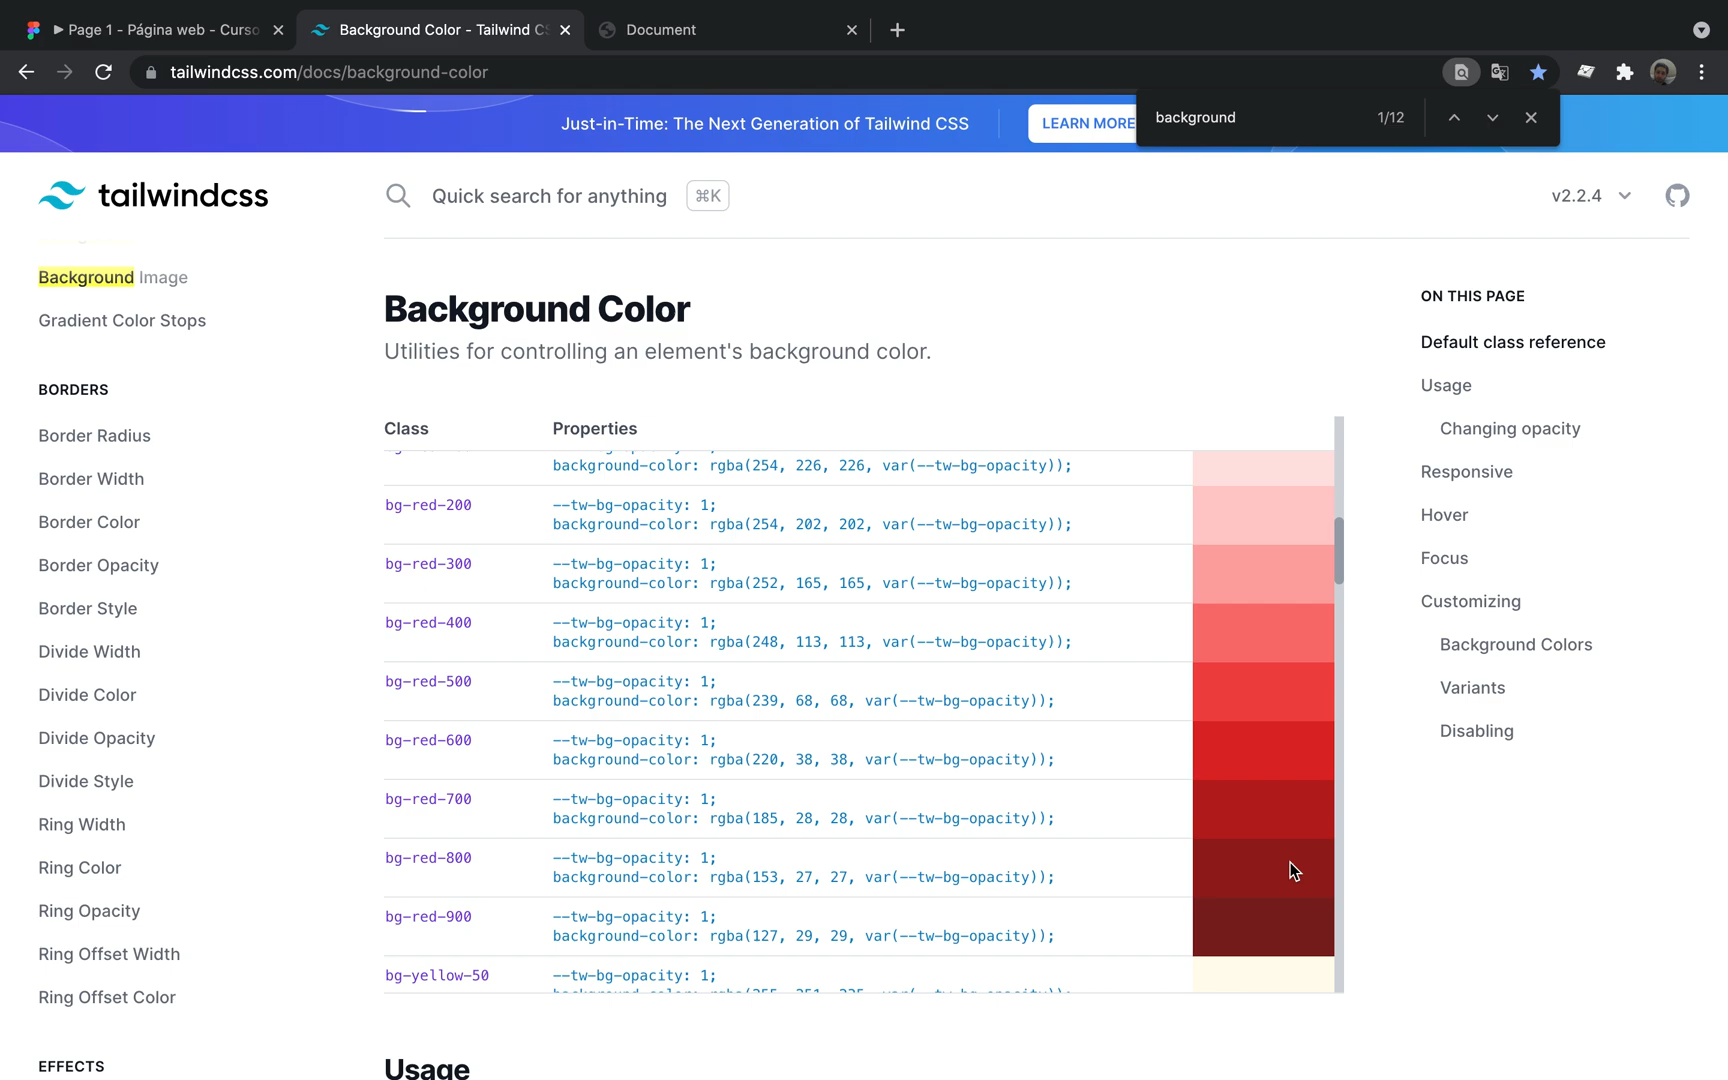 Page 1 - Página web - Curso
Background Color - Tailwind CS
Document
tailwindcss.com/docs/background-color
Just-in-Time: The Next Generation of Tailwind CSS
LEARN MORE
background
1/12
tailwindcss
Quick search for anything
⌘K
v2.2.4
Background Image
Gradient Color Stops
BORDERS
Border Radius
Border Width
Border Color
Border Opacity
Border Style
Divide Width
Divide Color
Divide Opacity
Divide Style
Ring Width
Ring Color
Ring Opacity
Ring Offset Width
Ring Offset Color
EFFECTS
Background Color
Utilities for controlling an element's background color.
Class Properties
background-color: rgba(254, 226, 226, var(--tw-bg-opacity));
bg-red-200 --tw-bg-opacity: 1;
background-color: rgba(254, 202, 202, var(--tw-bg-opacity));
bg-red-300 --tw-bg-opacity: 1;
background-color: rgba(252, 165, 165, var(--tw-bg-opacity));
bg-red-400 --tw-bg-opacity: 1;
background-color: rgba(248, 113, 113, var(--tw-bg-opacity));
bg-red-500 --tw-bg-opacity: 1;
background-color: rgba(239, 68, 68, var(--tw-bg-opacity));
bg-red-600 --tw-bg-opacity: 1;
background-color: rgba(220, 38, 38, var(--tw-bg-opacity));
bg-red-700 --tw-bg-opacity: 1;
background-color: rgba(185, 28, 28, var(--tw-bg-opacity));
bg-red-800 --tw-bg-opacity: 1;
background-color: rgba(153, 27, 27, var(--tw-bg-opacity));
bg-red-900 --tw-bg-opacity: 1;
background-color: rgba(127, 29, 29, var(--tw-bg-opacity));
bg-yellow-50 --tw-bg-opacity: 1;
Usage
ON THIS PAGE
Default class reference
Usage
Changing opacity
Responsive
Hover
Focus
Customizing
Background Colors
Variants
Disabling